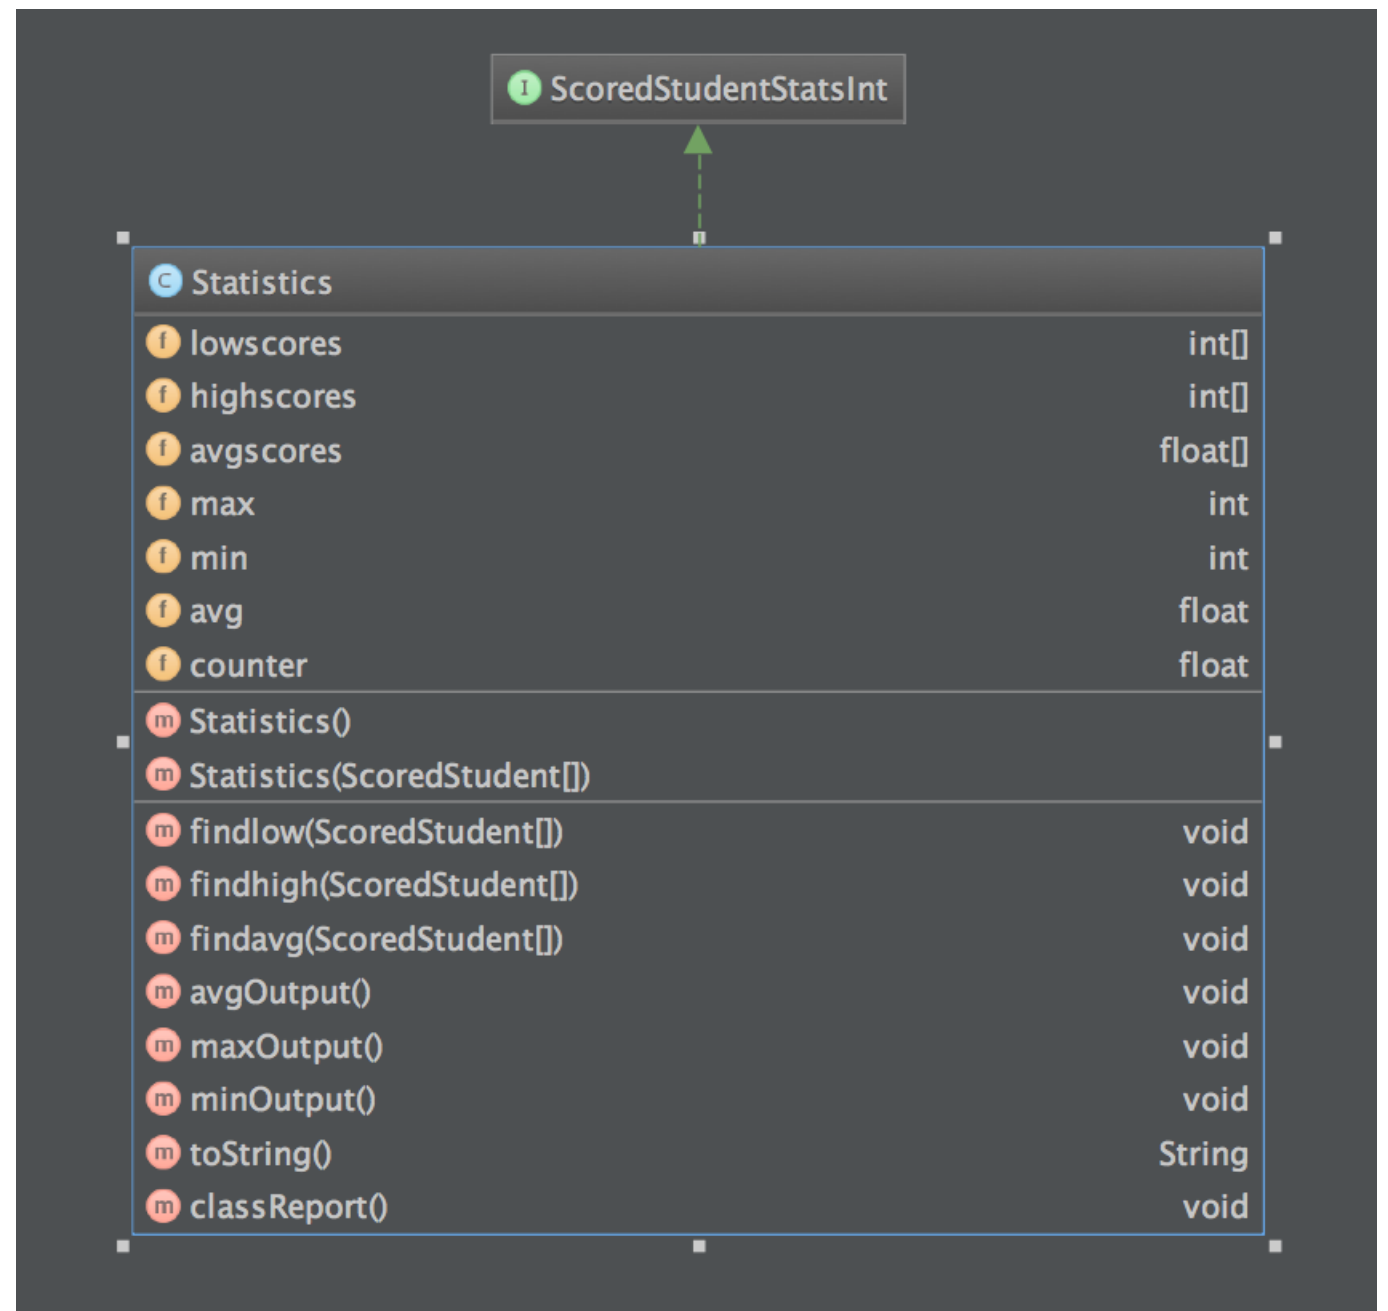 I ScoredStudentStatsInt
C Statistics
f lowscores int[]
f highscores int[]
f avgscores float[]
f max int
f min int
f avg float
f counter float
m Statistics()
m Statistics(ScoredStudent[])
m findlow(ScoredStudent[]) void
m findhigh(ScoredStudent[]) void
m findavg(ScoredStudent[]) void
m avgOutput() void
m maxOutput() void
m minOutput() void
m toString() String
m classReport() void